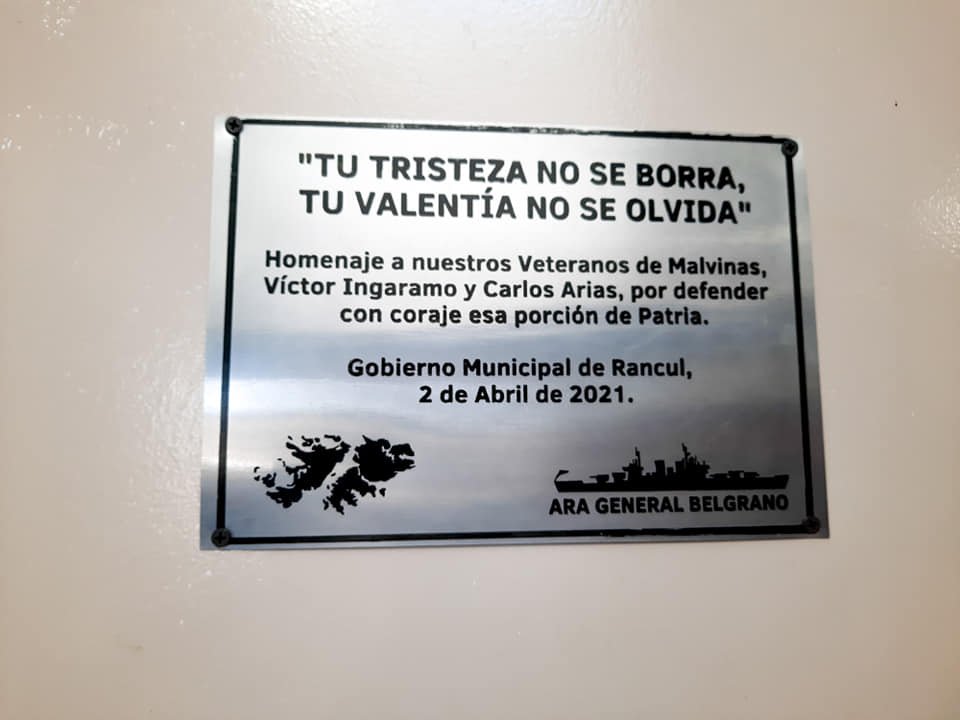 "TU TRISTEZA NO SE BORRA,
TU VALENTÍA NO SE OLVIDA"
Homenaje a nuestros Veteranos de Malvinas,
Víctor Ingaramo y Carlos Arias, por defender
con coraje esa porción de Patria.
Gobierno Municipal de Rancul,
2 de Abril de 2021.
ARA GENERAL BELGRANO